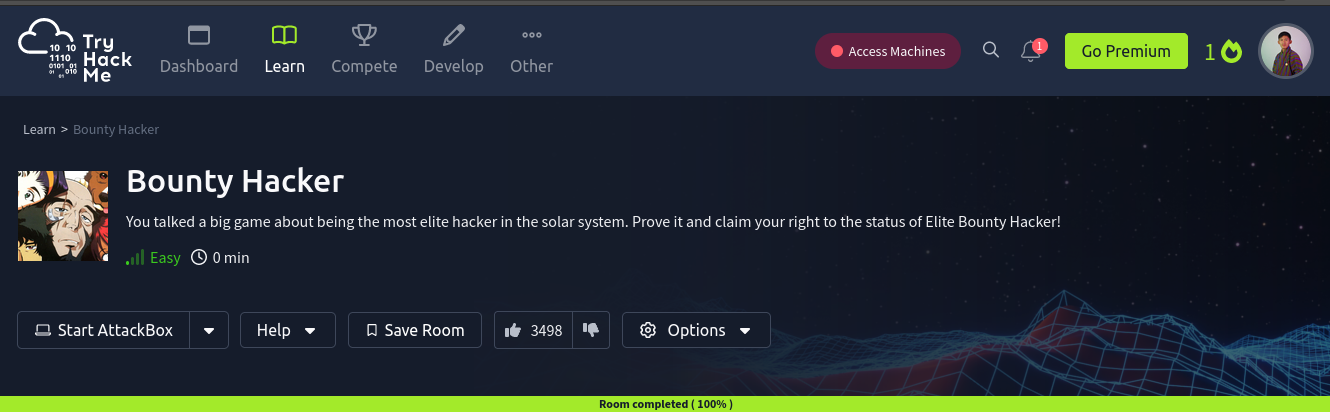 Try
Hack
Me
10 10
1110
0101 01
01 010
01
Dashboard
Learn
Compete
Develop
Other
Access Machines
1
Go Premium
1
Learn > Bounty Hacker
Bounty Hacker
You talked a big game about being the most elite hacker in the solar system. Prove it and claim your right to the status of Elite Bounty Hacker!
Easy 0 min
Start AttackBox
Help
Save Room
3498
Options
Room completed ( 100% )